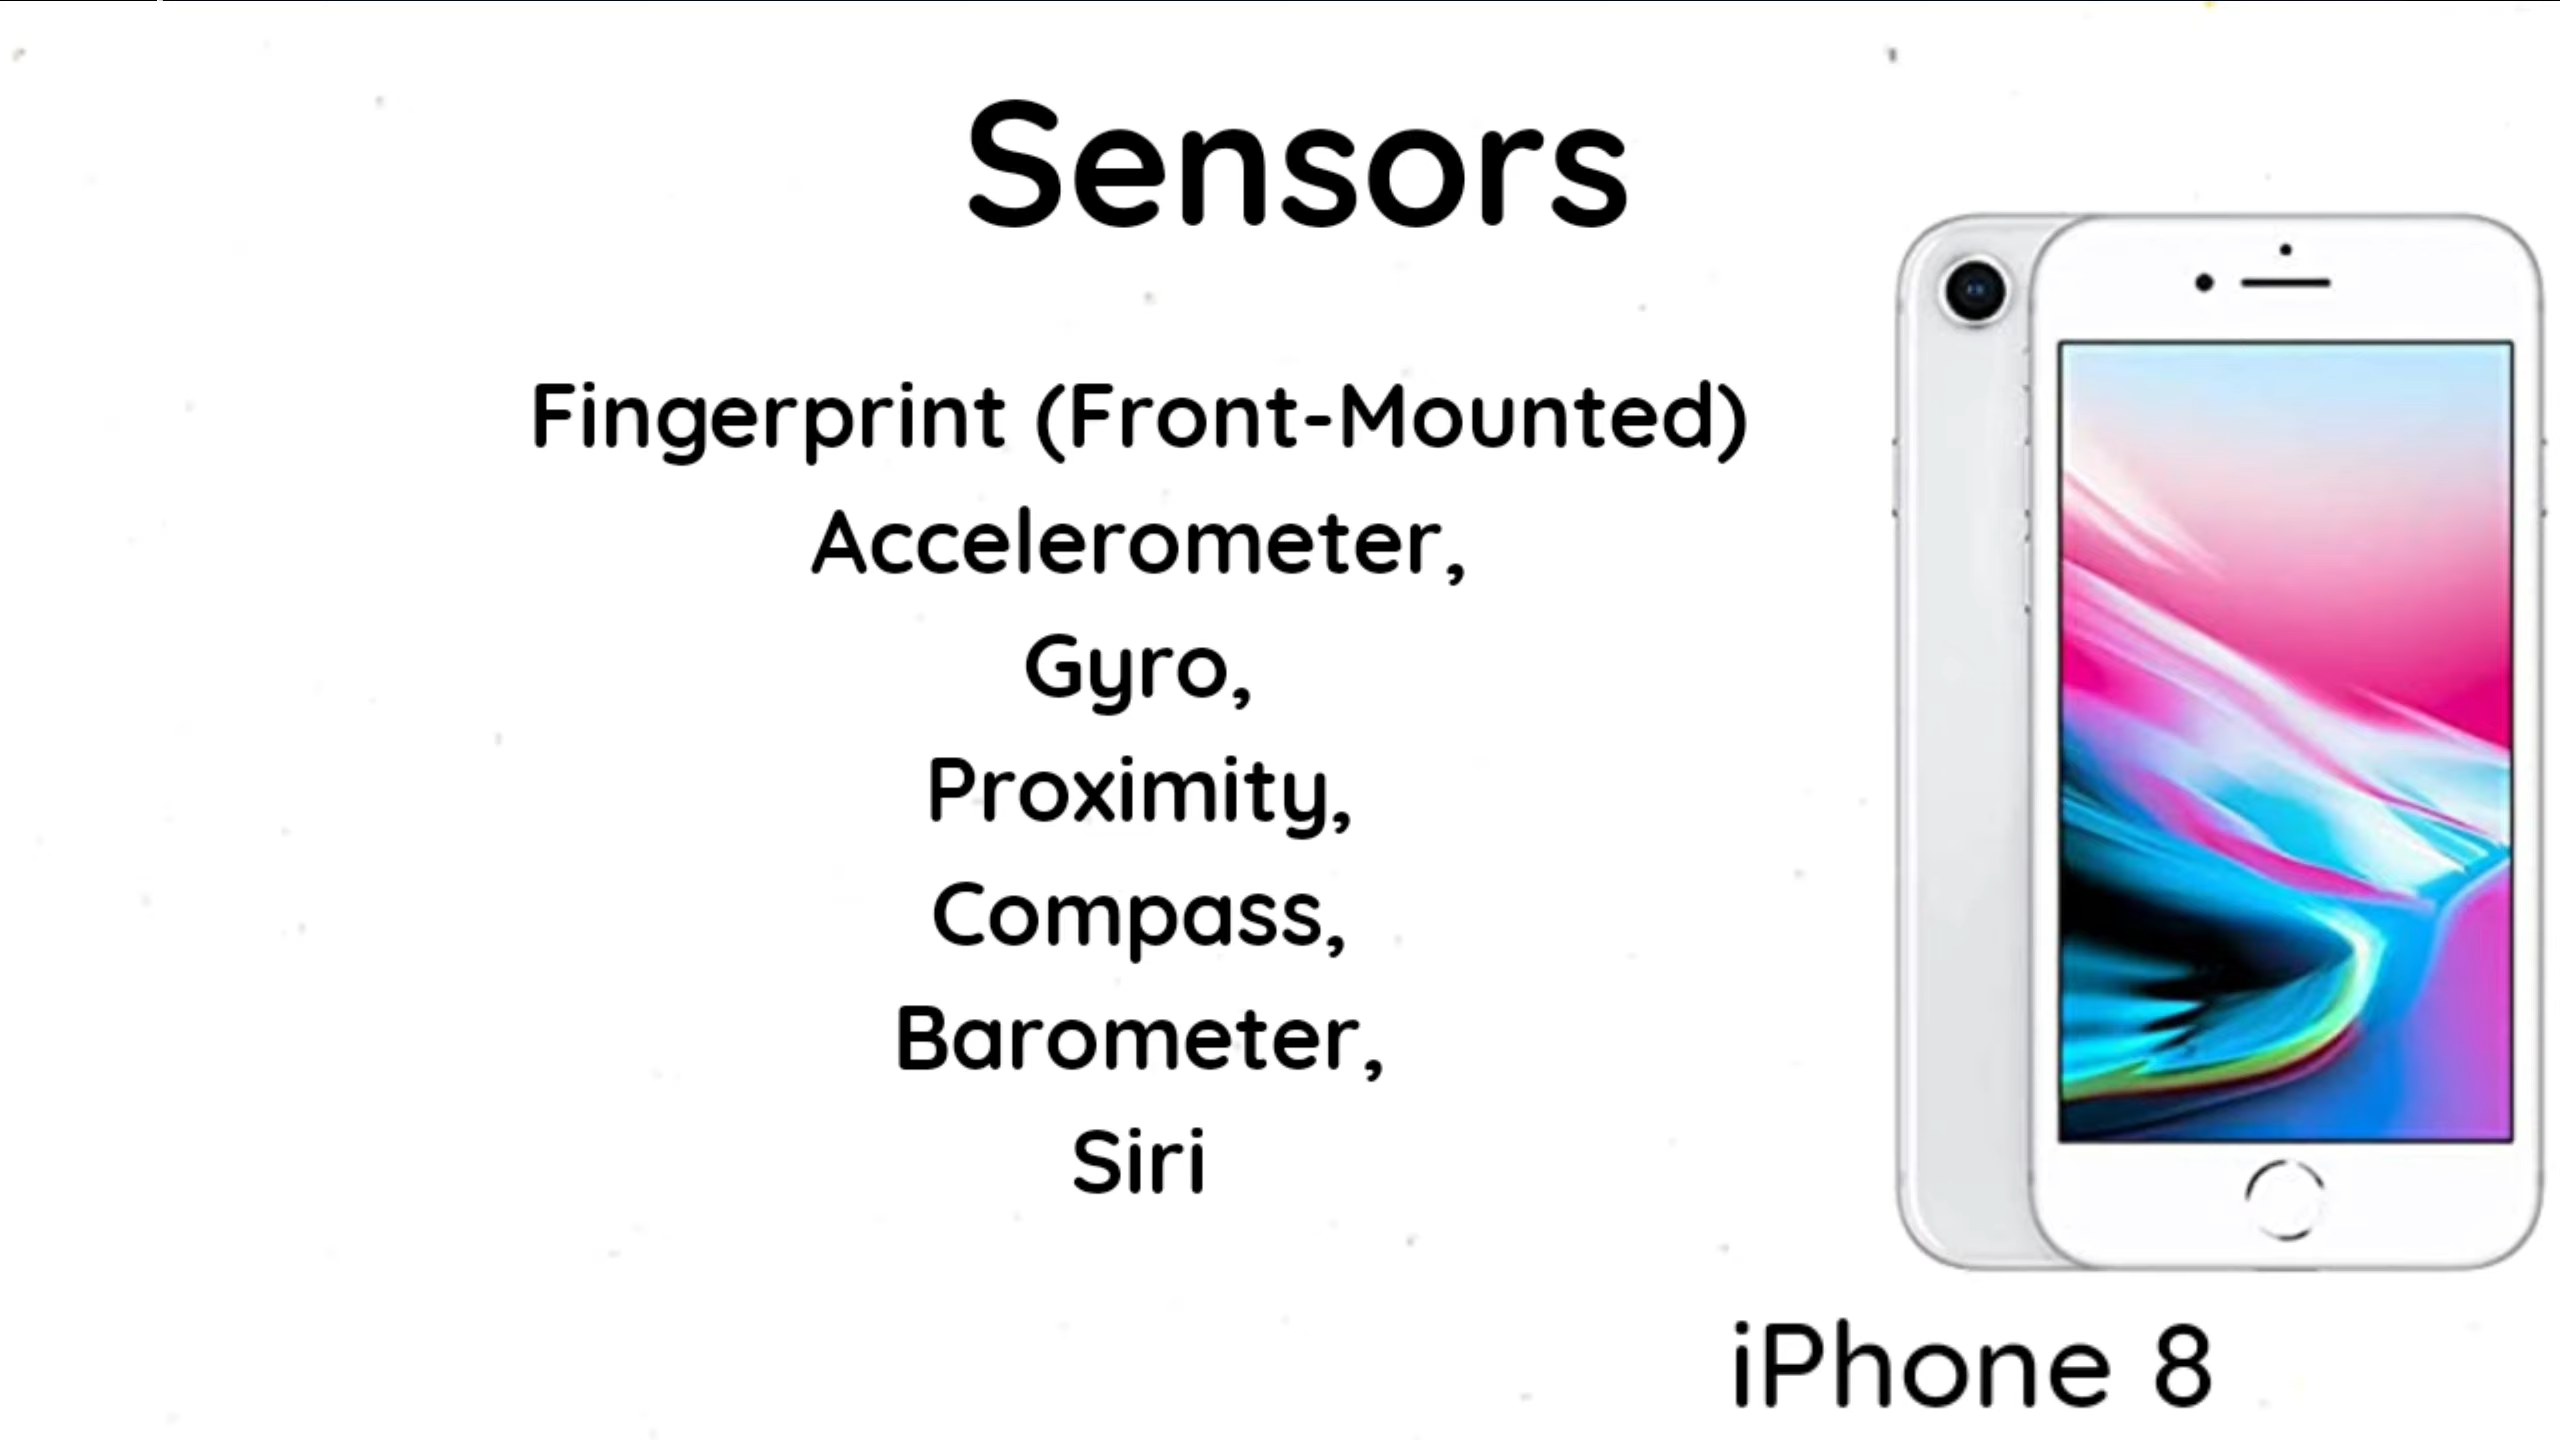 Sensors
Fingerprint (Front-Mounted)
Accelerometer,
Gyro,
Proximity,
Compass,
Barometer,
Siri
iPhone 8